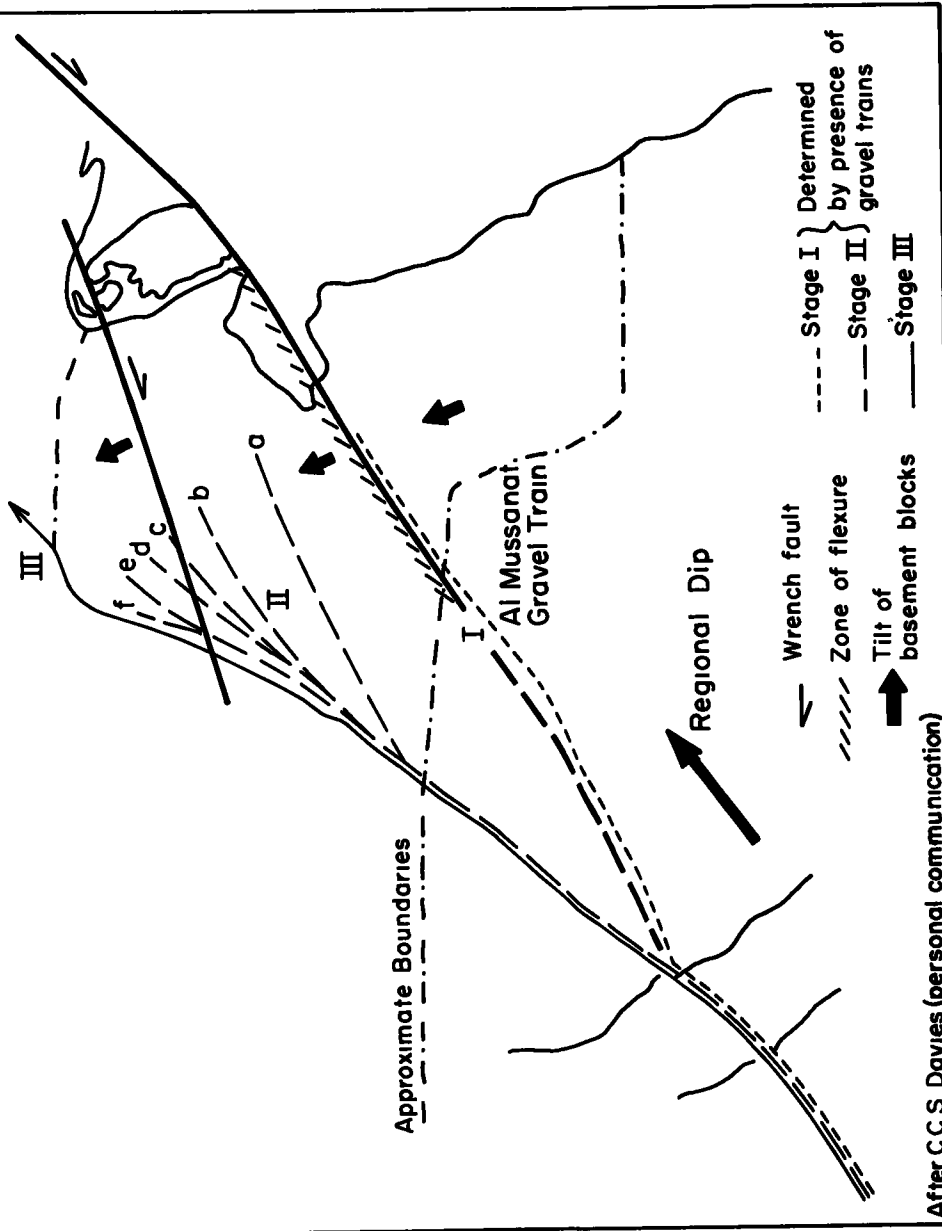 III
f
e
d
c
b
a
II
I
Al Mussanat.
Gravel Train
Approximate Boundaries
Regional Dip
Wrench fault
Zone of flexure
Tilt of
basement blocks
Stage I
Stage II
Stage III
Determined
by presence of
gravel trains
After C.C.S. Davies (personal communication)